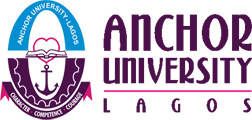 ANCHOR UNIVERSITY-LAGOS
CHARACTER COMPETENCE COURAGE
ANCHOR
UNIVERSITY
LAGOS